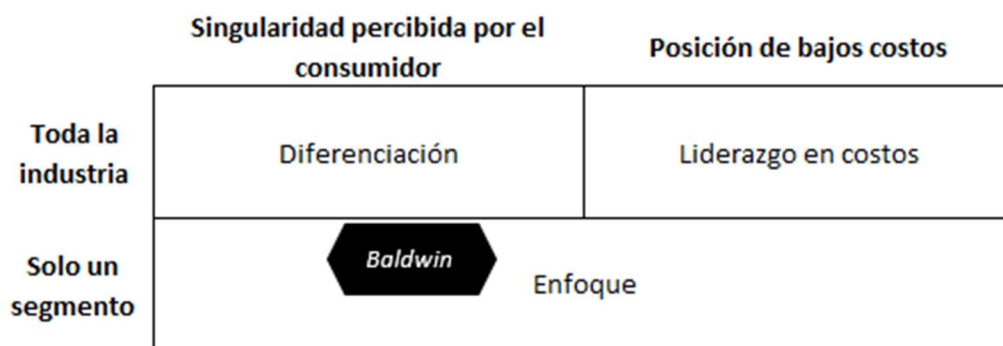 Singularidad percibida por el
consumidor
Posición de bajos costos
Toda la
industria
Diferenciación
Liderazgo en costos
Solo un
segmento
Baldwin
Enfoque